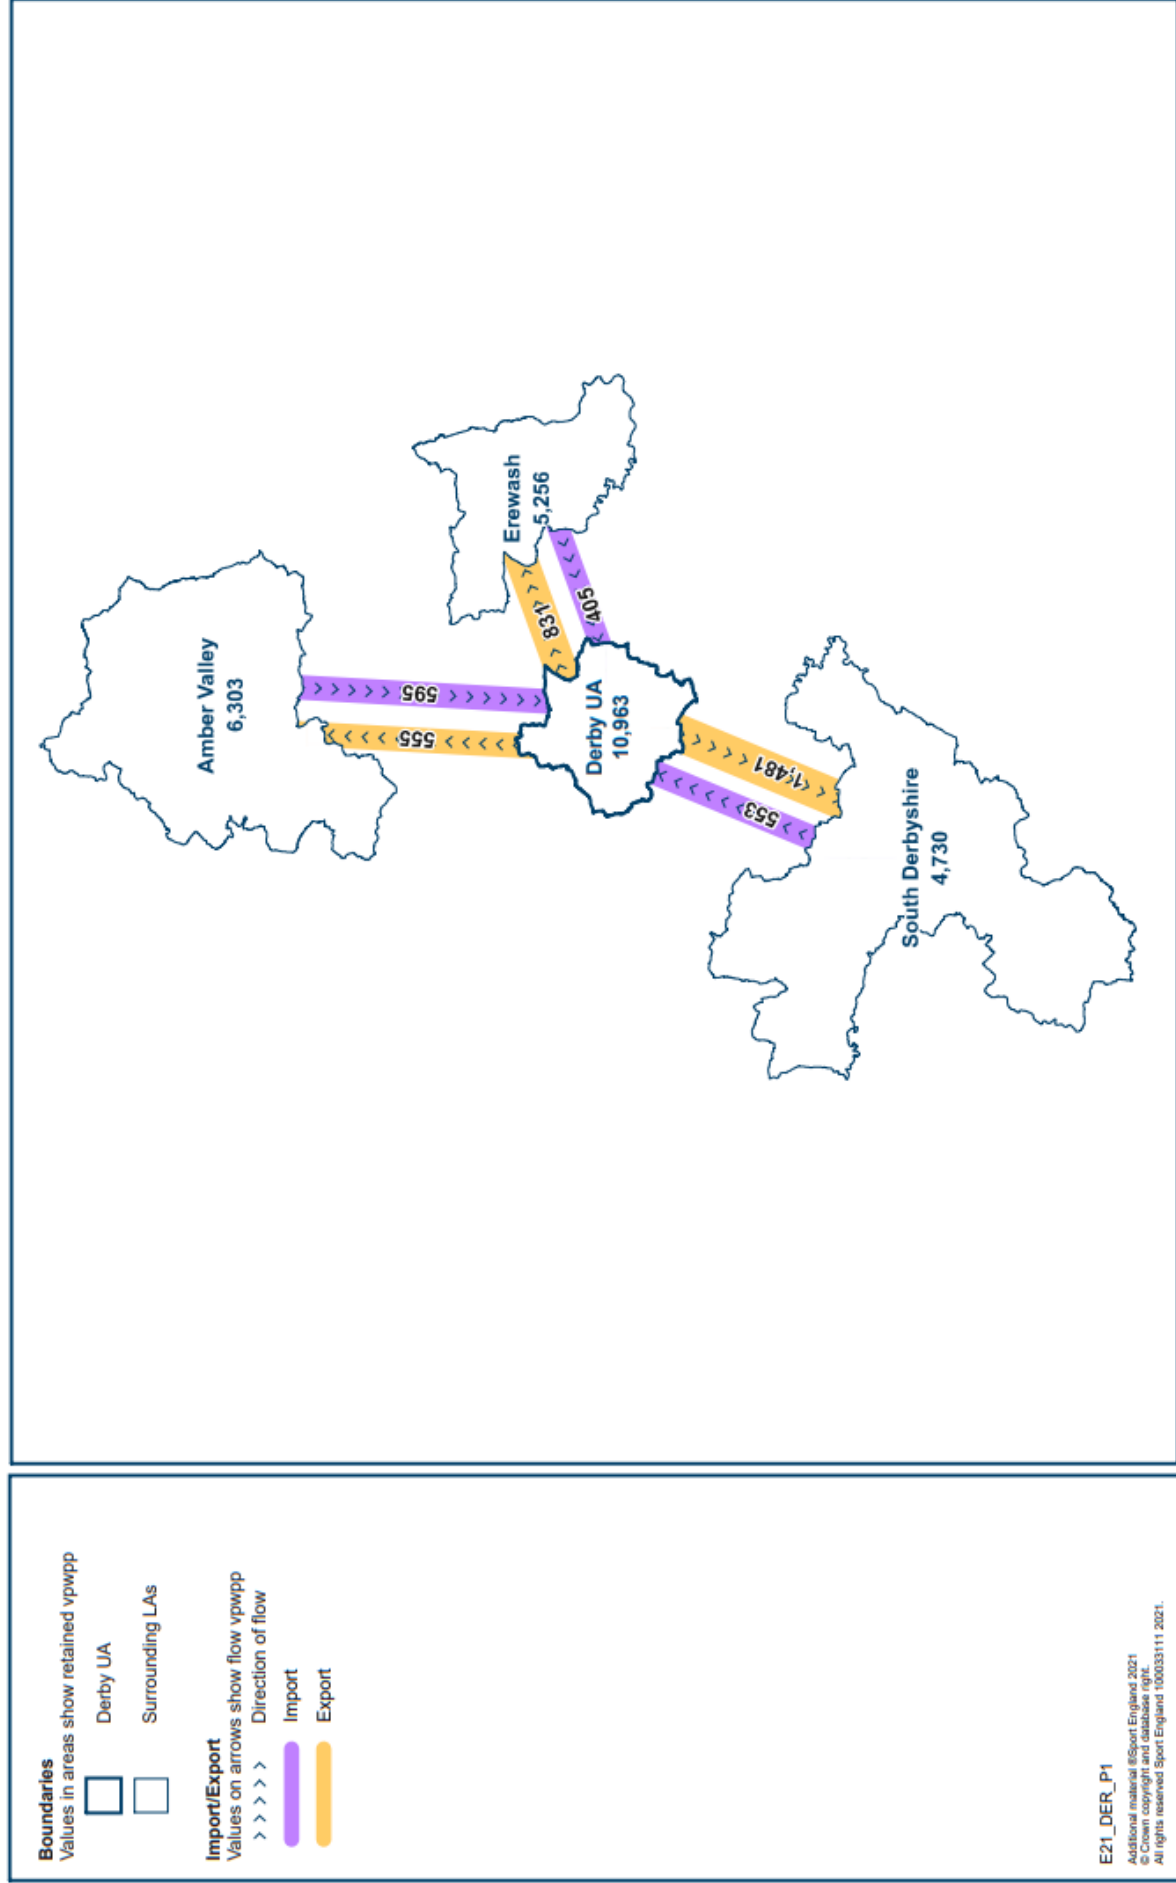 Boundaries
Values in areas show retained vpwpp
Derby UA
Surrounding LAs
Import/Export
Values on arrows show flow vpwpp
Direction of flow
Import
Export
E21_DER_P1
Additional material ©Sport England 2021
© Crown copyright and database right.
All rights reserved Sport England 100033111 2021.
Amber Valley
6,303
595
555
Erewash
5,256
831
405
Derby UA
10,963
1,481
553
South Derbyshire
4,730